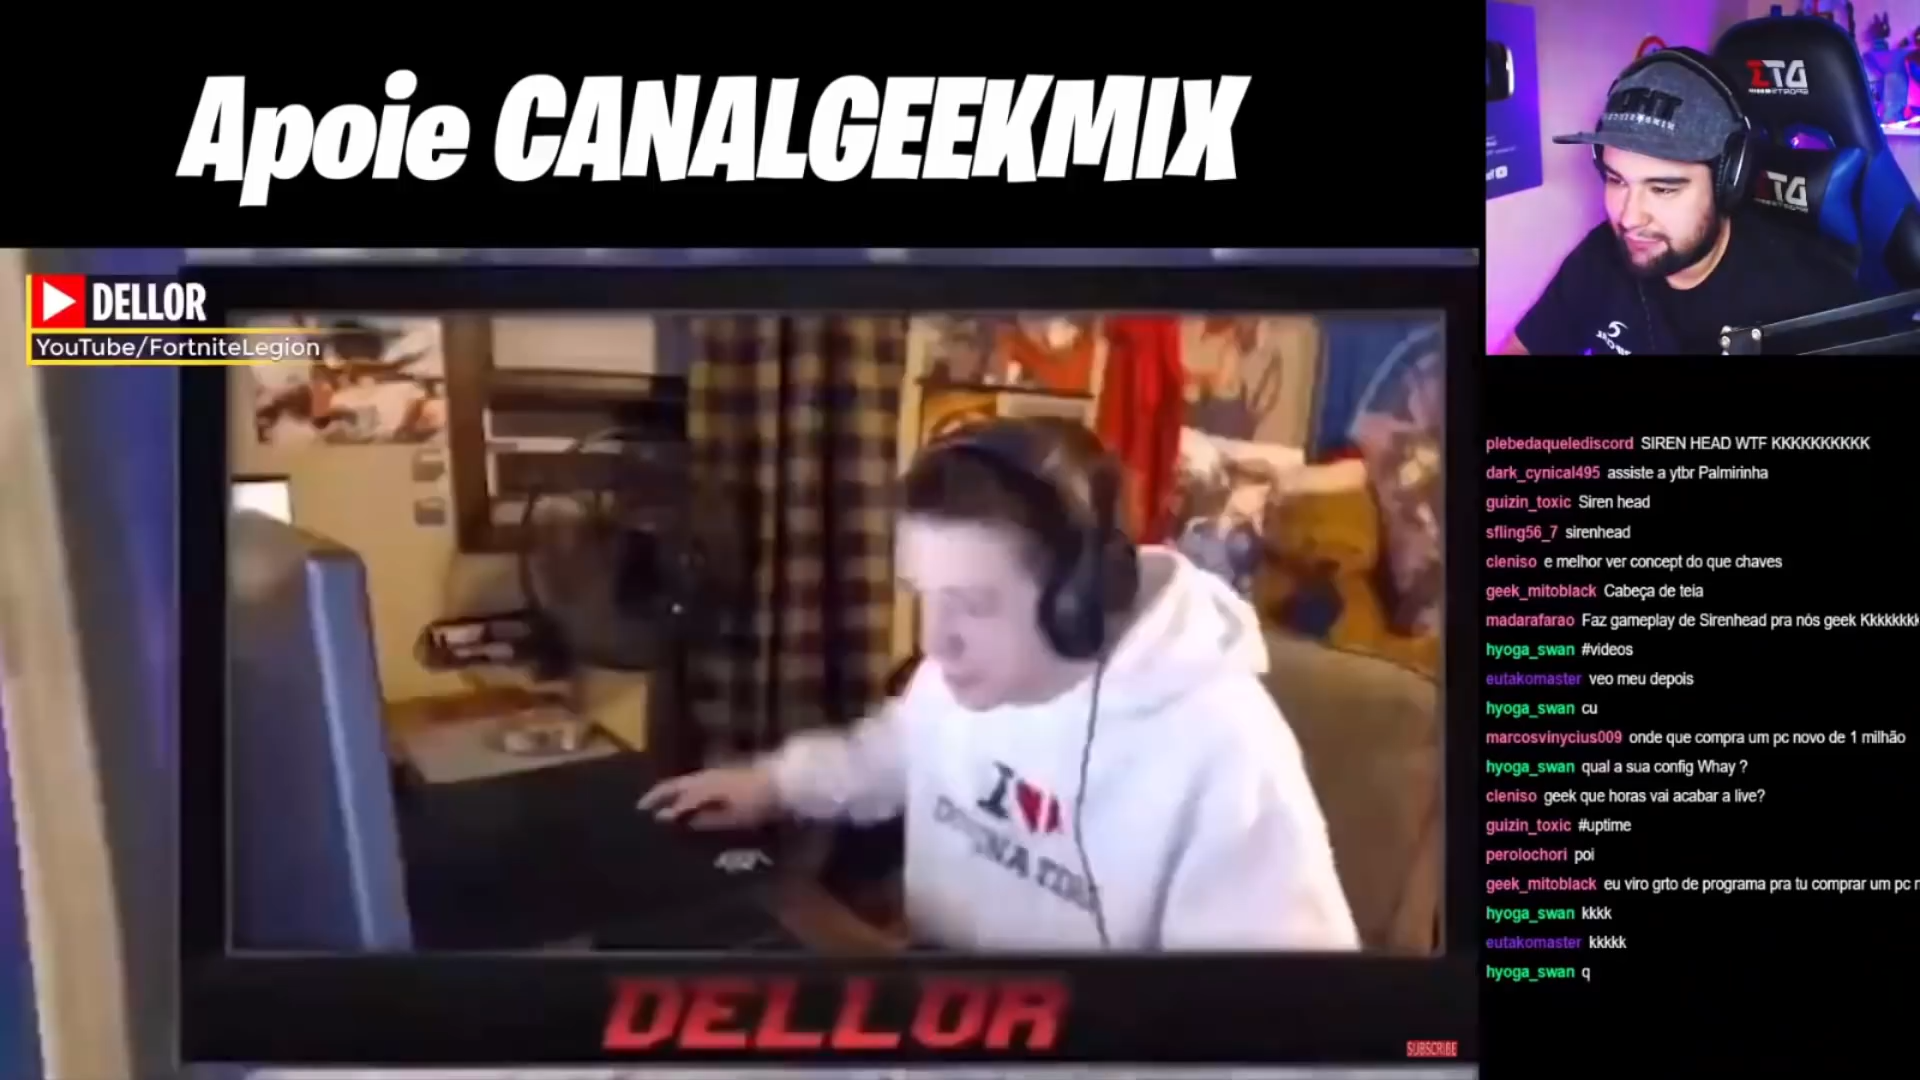 Apoie CANALGEEKMIX
DELLOR
YouTube/FortniteLegion
I
DELLOR
SUBSCRIBE
LTG
LTG
plebedaquelediscord SIREN HEAD WTF KKKKKKKKKK
dark_cynical495 assiste a ytbr Palmirinha
guizin_toxic Siren head
sfling56_7 sirenhead
cleniso e melhor ver concept do que chaves
geek_mitoblack Cabeça de teia
madarafarao Faz gameplay de Sirenhead pra nós geek Kkkkkkkk
hyoga_swan #videos
eutakomaster veo meu depois
hyoga_swan cu
marcosvinycius009 onde que compra um pc novo de 1 milhão
hyoga_swan qual a sua config Whay ?
cleniso geek que horas vai acabar a live?
guizin_toxic #uptime
perolochori poi
geek_mitoblack eu viro grto de programa pra tu comprar um pc
hyoga_swan kkkk
eutakomaster kkkkk
hyoga_swan q